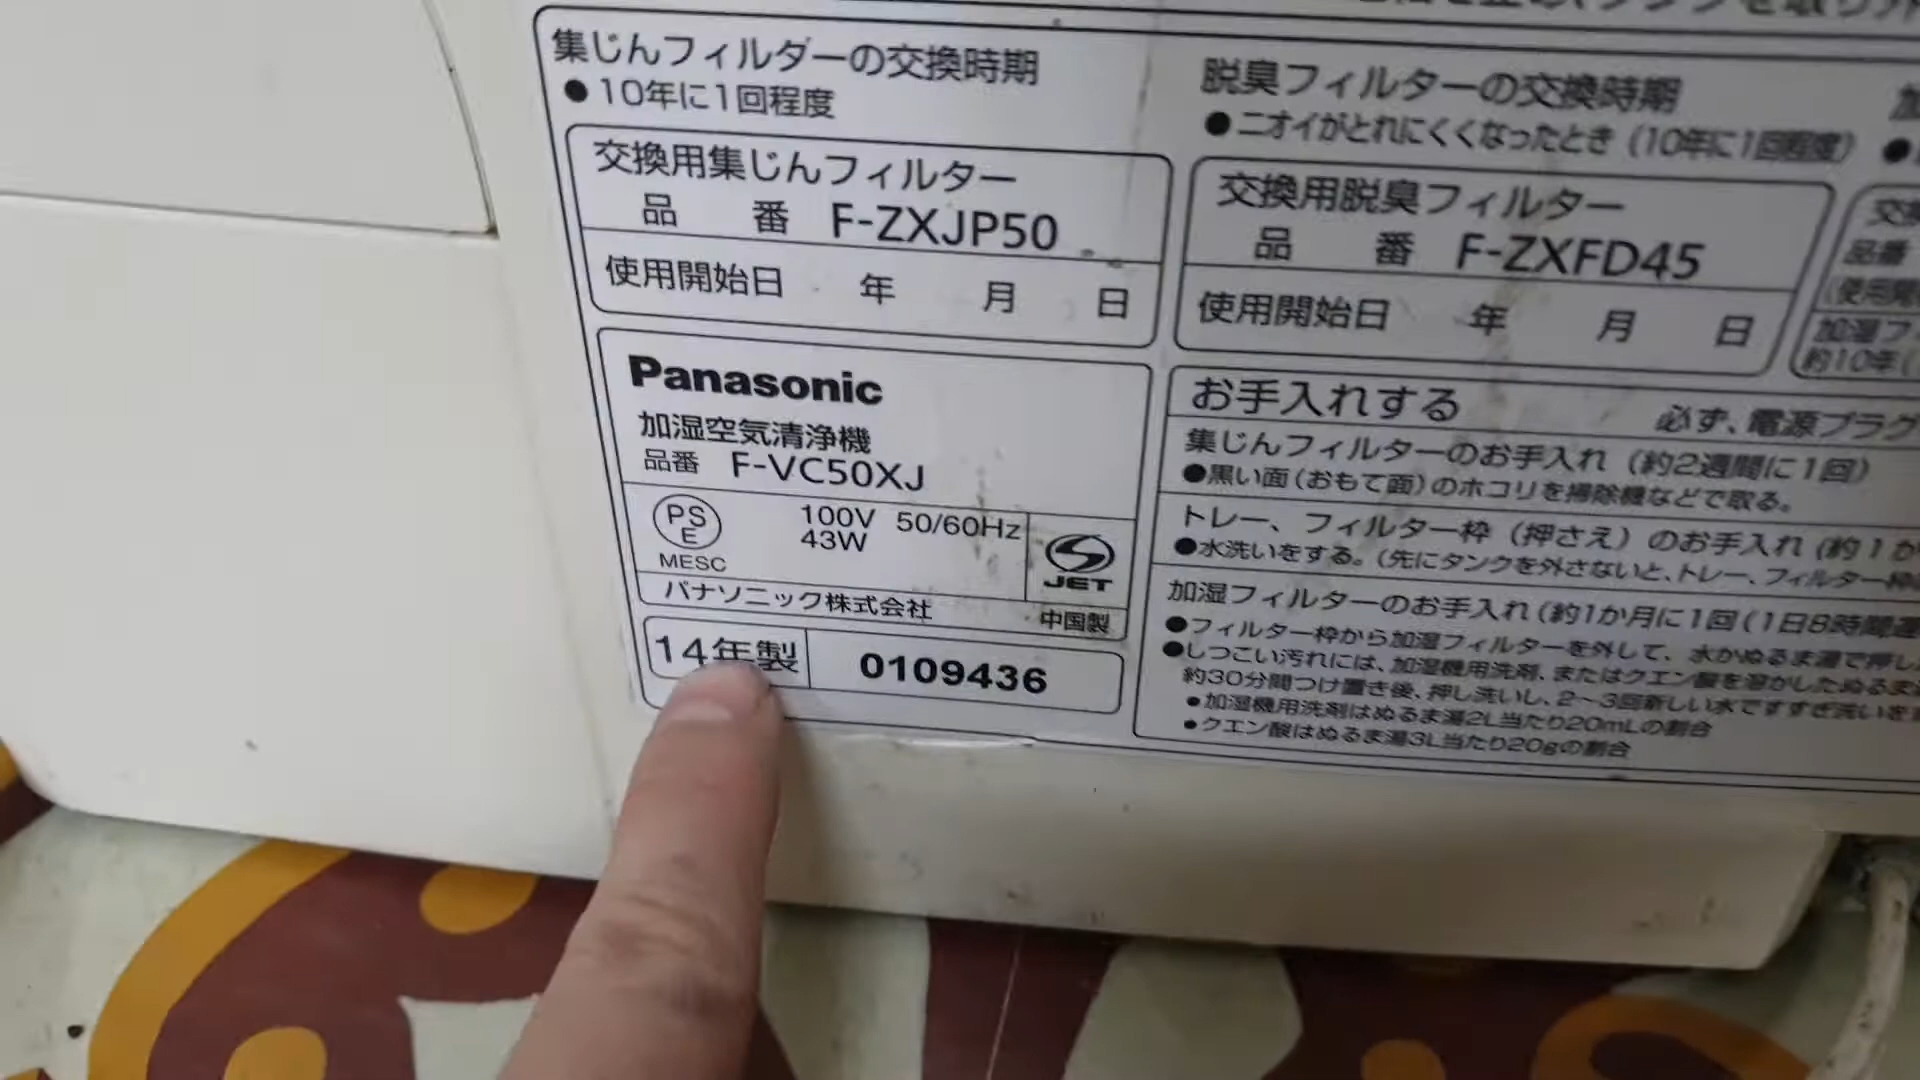 集じんフィルターの交換時期
●10年に1回程度
交換用集じんフィルター
品 番 F-ZXJP50
使用開始日 年 月 日
脱臭フィルターの交換時期
●ニオイがとれにくくなったとき(10年に1回程度)
交換用脱臭フィルター
品 番 F-ZXFD45
使用開始日 年 月 日
加
交換
品番
(使用開
加湿フィ
約10年(
Panasonic
加湿空気清浄機
品番 F-VC50XJ
PS
E
MESC
100V 50/60Hz
43W
JET
パナソニック株式会社
中国製
14年製
0109436
お手入れする
必ず、電源プラグ
集じんフィルターのお手入れ(約2週間に1回)
●黒い面(おもて面)のホコリを掃除機などで取る。
トレー、フィルター枠(押さえ)のお手入れ(約1か
●水洗いをする。(先にタンクを外さないと、トレー、フィルター枠
加湿フィルターのお手入れ(約1か月に1回(1日8時間運
●フィルター枠から加湿フィルターを外して、水かぬるま湯で押し
●しつこい汚れには、加湿機用洗剤、またはクエン酸を溶かしたぬるま
約30分間つけ置き後、押し洗いし、2~3回新しい水ですすぎ洗いを
●加湿機用洗剤はぬるま湯2L当たり20mLの割合
●クエン酸はぬるま湯3L当たり20gの割合